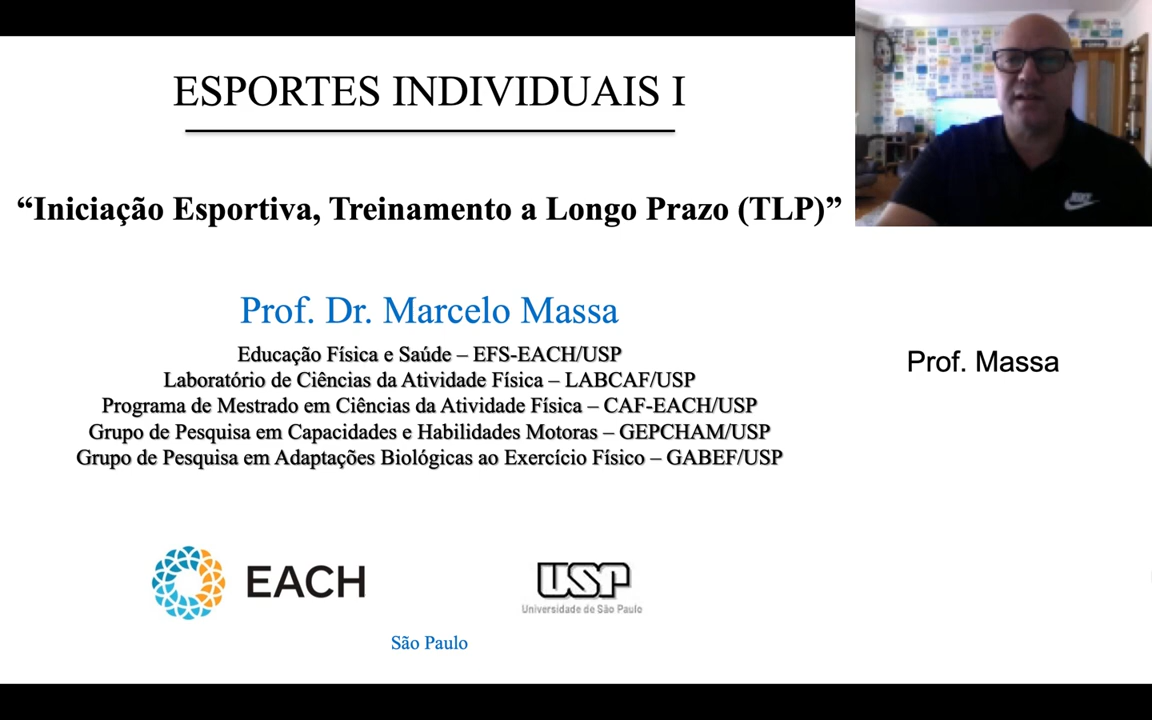 ESPORTES INDIVIDUAIS I
“Iniciação Esportiva, Treinamento a Longo Prazo (TLP)”
Prof. Dr. Marcelo Massa
Educação Física e Saúde – EFS-EACH/USP
Laboratório de Ciências da Atividade Física – LABCAF/USP
Programa de Mestrado em Ciências da Atividade Física – CAF-EACH/USP
Grupo de Pesquisa em Capacidades e Habilidades Motoras – GEPCHAM/USP
Grupo de Pesquisa em Adaptações Biológicas ao Exercício Físico – GABEF/USP
Prof. Massa
EACH
USP
Universidade de São Paulo
São Paulo